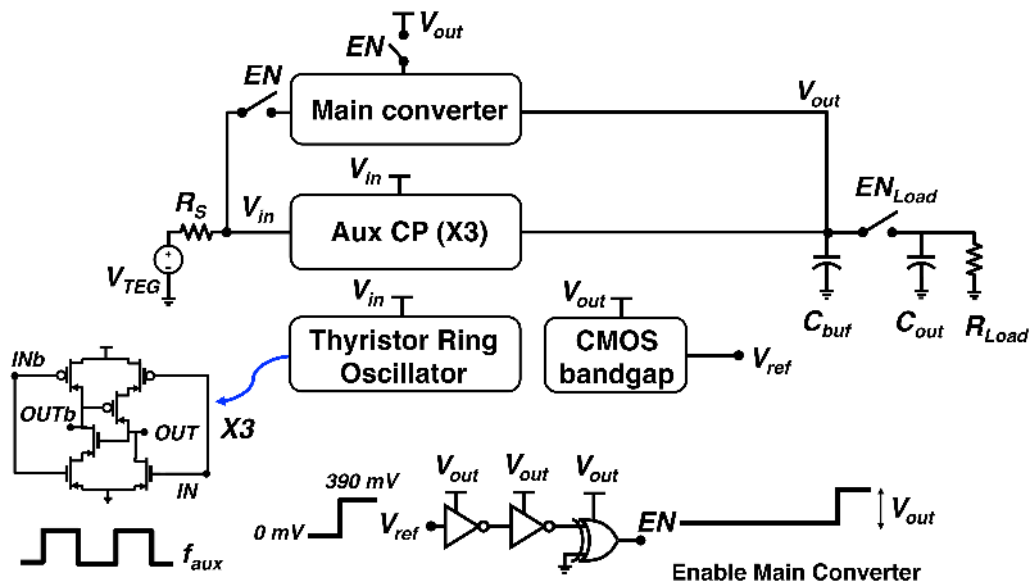 V_out
EN
EN
Main converter
V_out
V_in
EN_Load
R_S
V_in
Aux CP (X3)
+
-
V_TEG
V_in
V_out
C_buf
C_out
R_Load
Thyristor Ring
Oscillator
CMOS
bandgap
V_ref
INb
OUTb
OUT
X3
IN
390 mV
V_out
V_out
V_out
0 mV
V_ref
EN
V_out
f_aux
Enable Main Converter